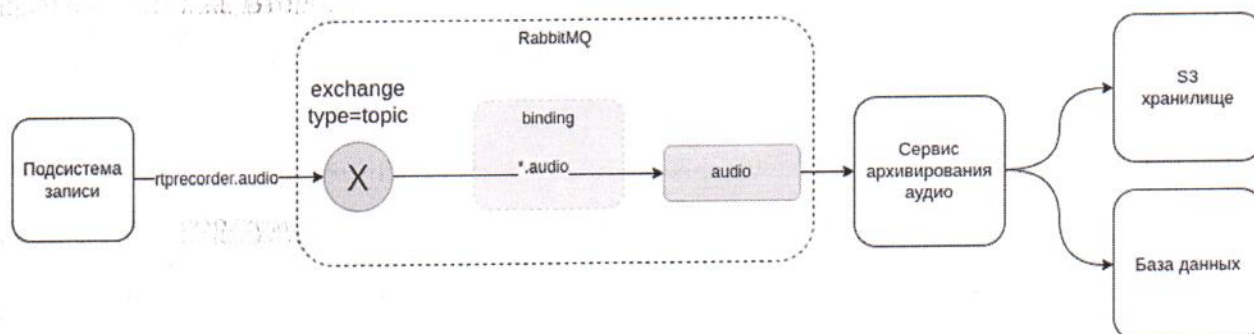 RabbitMQ
exchange
type=topic
binding
Подсистема
записи
rtprecorder.audio
X
*.audio
audio
Сервис
архивирования
аудио
S3
хранилище
База данных